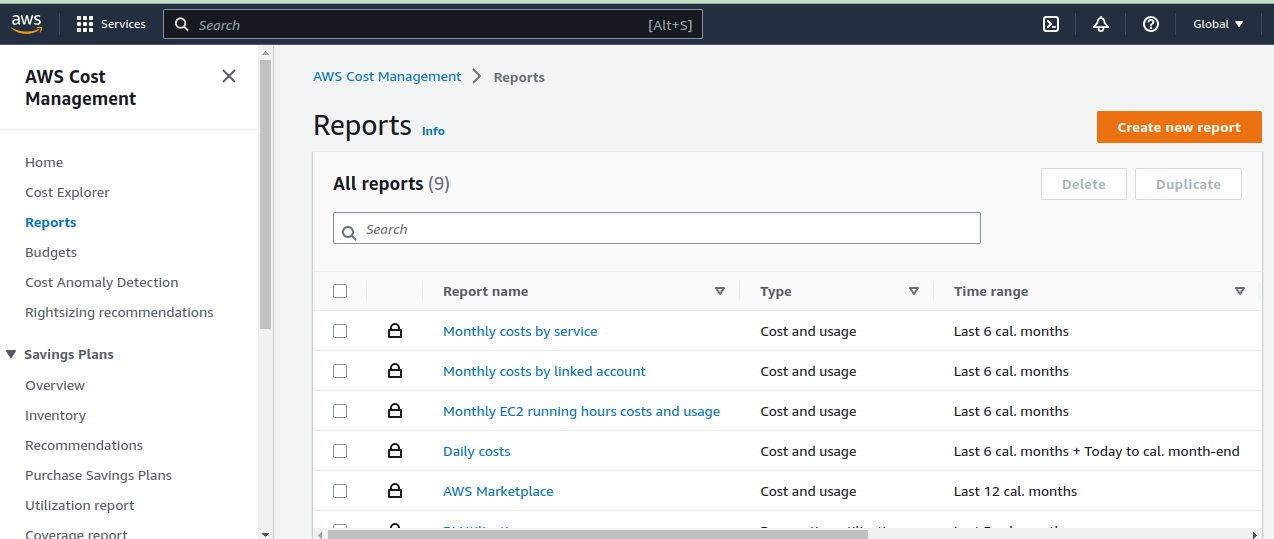 aws Services Search [Alt+S] Global
AWS Cost Management
Home
Cost Explorer
Reports
Budgets
Cost Anomaly Detection
Rightsizing recommendations
Savings Plans
Overview
Inventory
Recommendations
Purchase Savings Plans
Utilization report
Coverage report
AWS Cost Management Reports
Reports Info Create new report
All reports (9) Delete Duplicate
Search
Report name Type Time range
Monthly costs by service Cost and usage Last 6 cal. months
Monthly costs by linked account Cost and usage Last 6 cal. months
Monthly EC2 running hours costs and usage Cost and usage Last 6 cal. months
Daily costs Cost and usage Last 6 cal. months + Today to cal. month-end
AWS Marketplace Cost and usage Last 12 cal. months